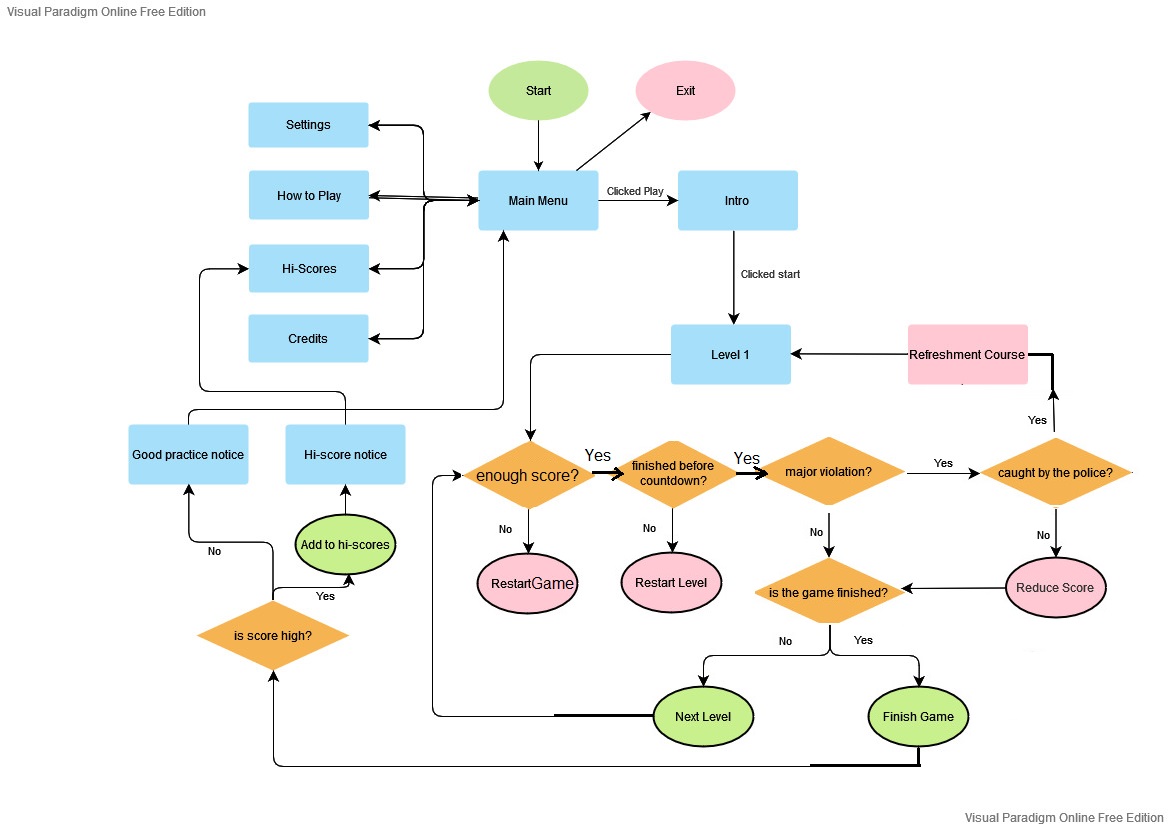 Visual Paradigm Online Free Edition
Start
Exit
Settings
How to Play
Main Menu
Clicked Play
Intro
Hi-Scores
Clicked start
Credits
Level 1
Refreshment Course
Yes
Good practice notice
Hi-score notice
enough score?
Yes
finished before
countdown?
Yes
major violation?
Yes
caught by the police?
No
No
No
No
Add to hi-scores
No
RestartGame
Restart Level
is the game finished?
Reduce Score
Yes
is score high?
No
Yes
Next Level
Finish Game
Visual Paradigm Online Free Edition